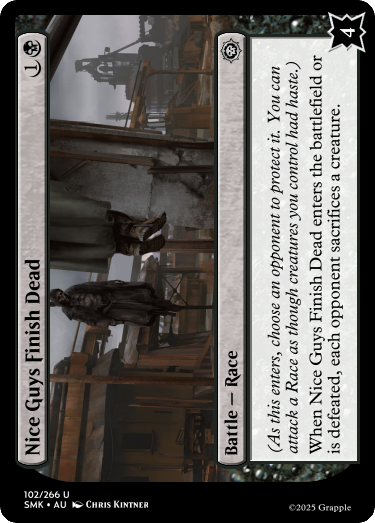 Nice Guys Finish Dead
1
Battle — Race
(As this enters, choose an opponent to protect it. You can
attack a Race as though creatures you control had haste.)
When Nice Guys Finish Dead enters the battlefield or
is defeated, each opponent sacrifices a creature.
4
102/266 U
SMK • AU Chris Kintner
©2025 Grapple